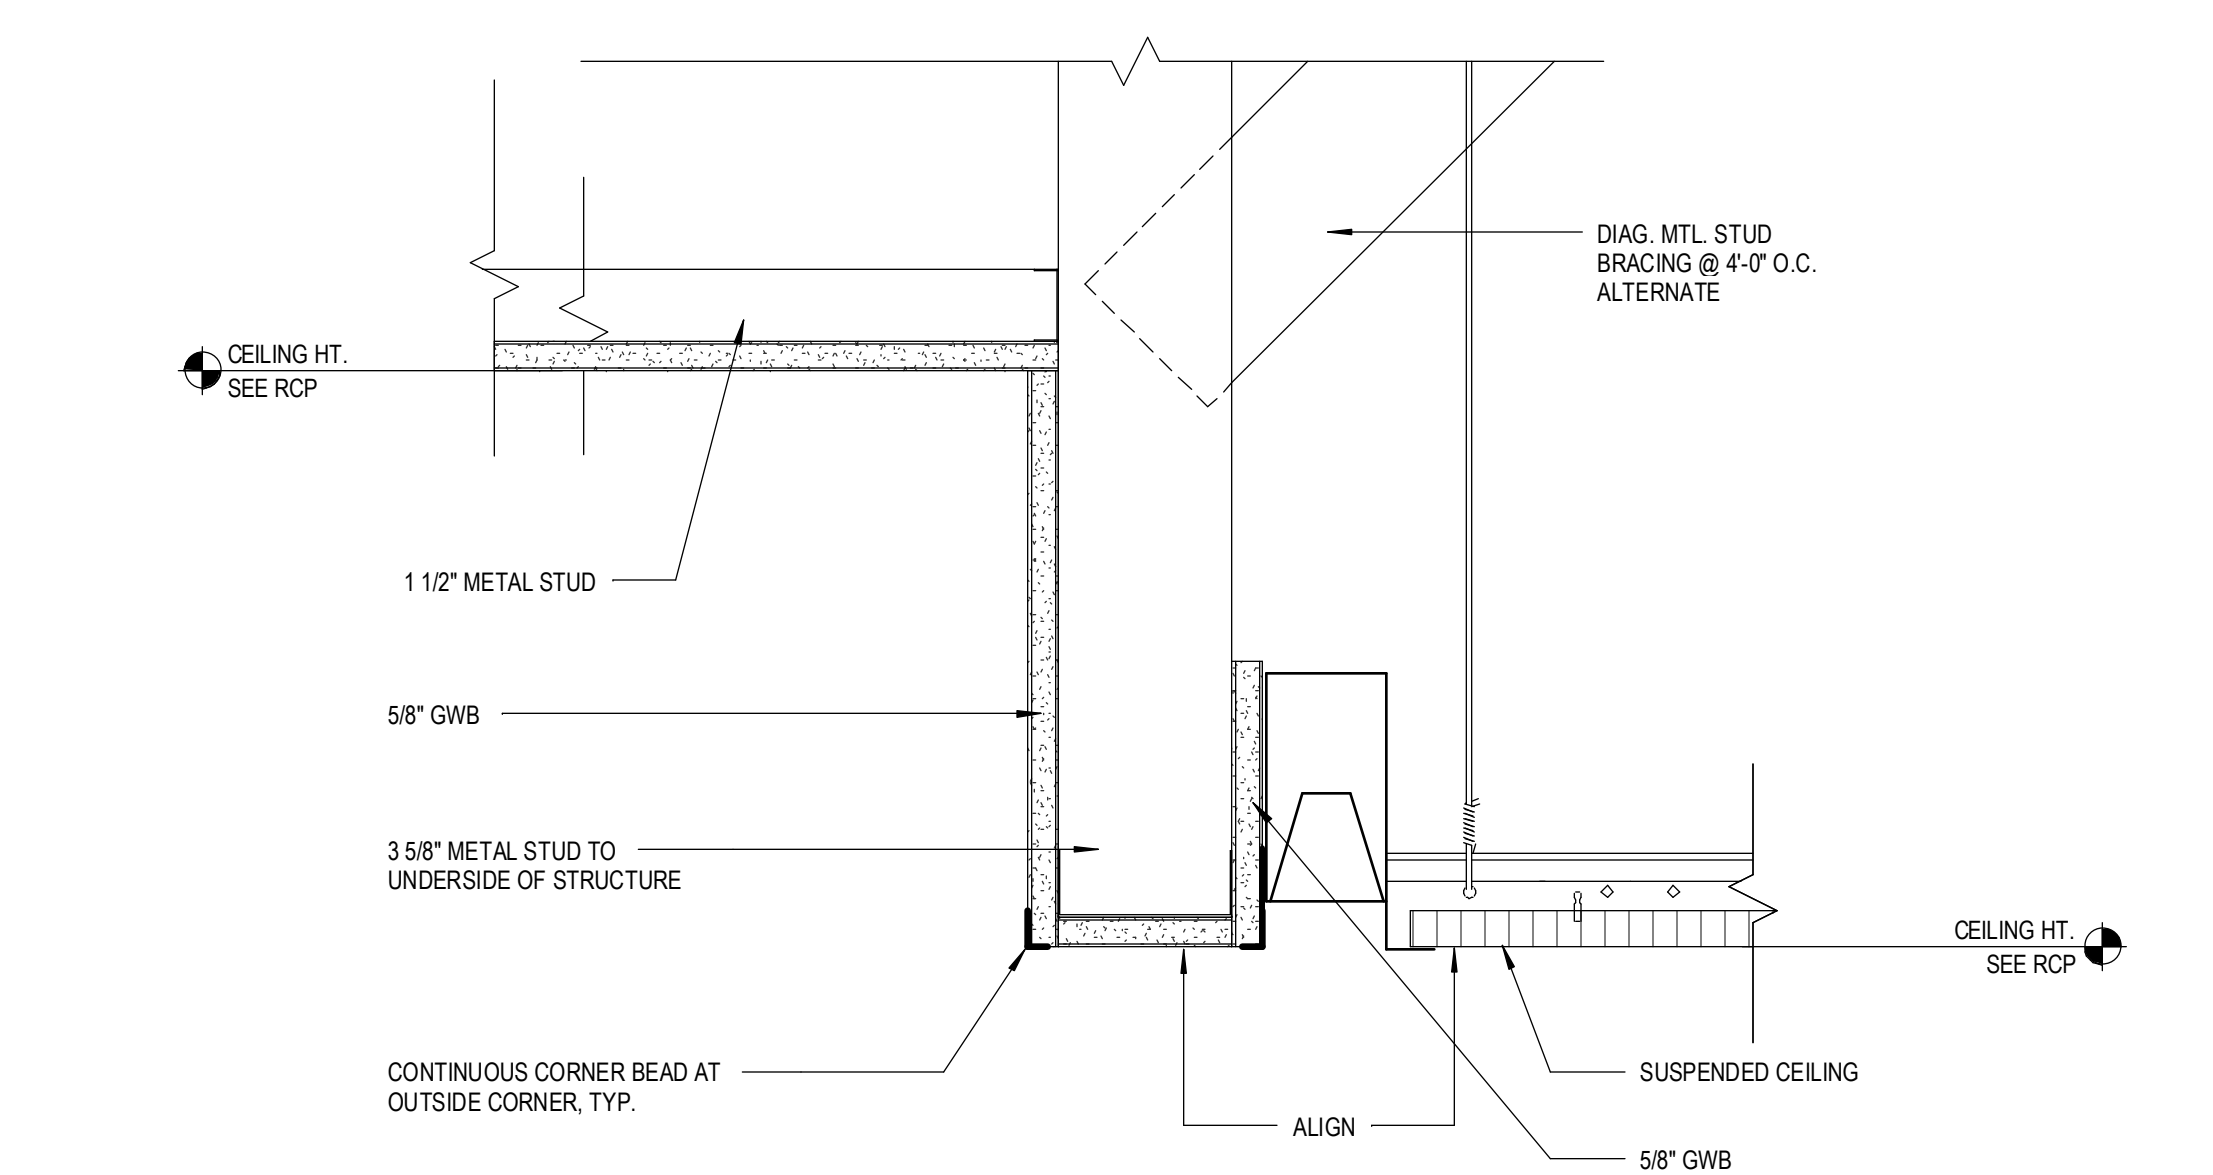 DIAG. MTL. STUD
BRACING @ 4'-0" O.C.
ALTERNATE
CEILING HT.
SEE RCP
1 1/2" METAL STUD
5/8" GWB
3 5/8" METAL STUD TO
UNDERSIDE OF STRUCTURE
CEILING HT.
SEE RCP
CONTINUOUS CORNER BEAD AT
OUTSIDE CORNER, TYP.
SUSPENDED CEILING
ALIGN
5/8" GWB